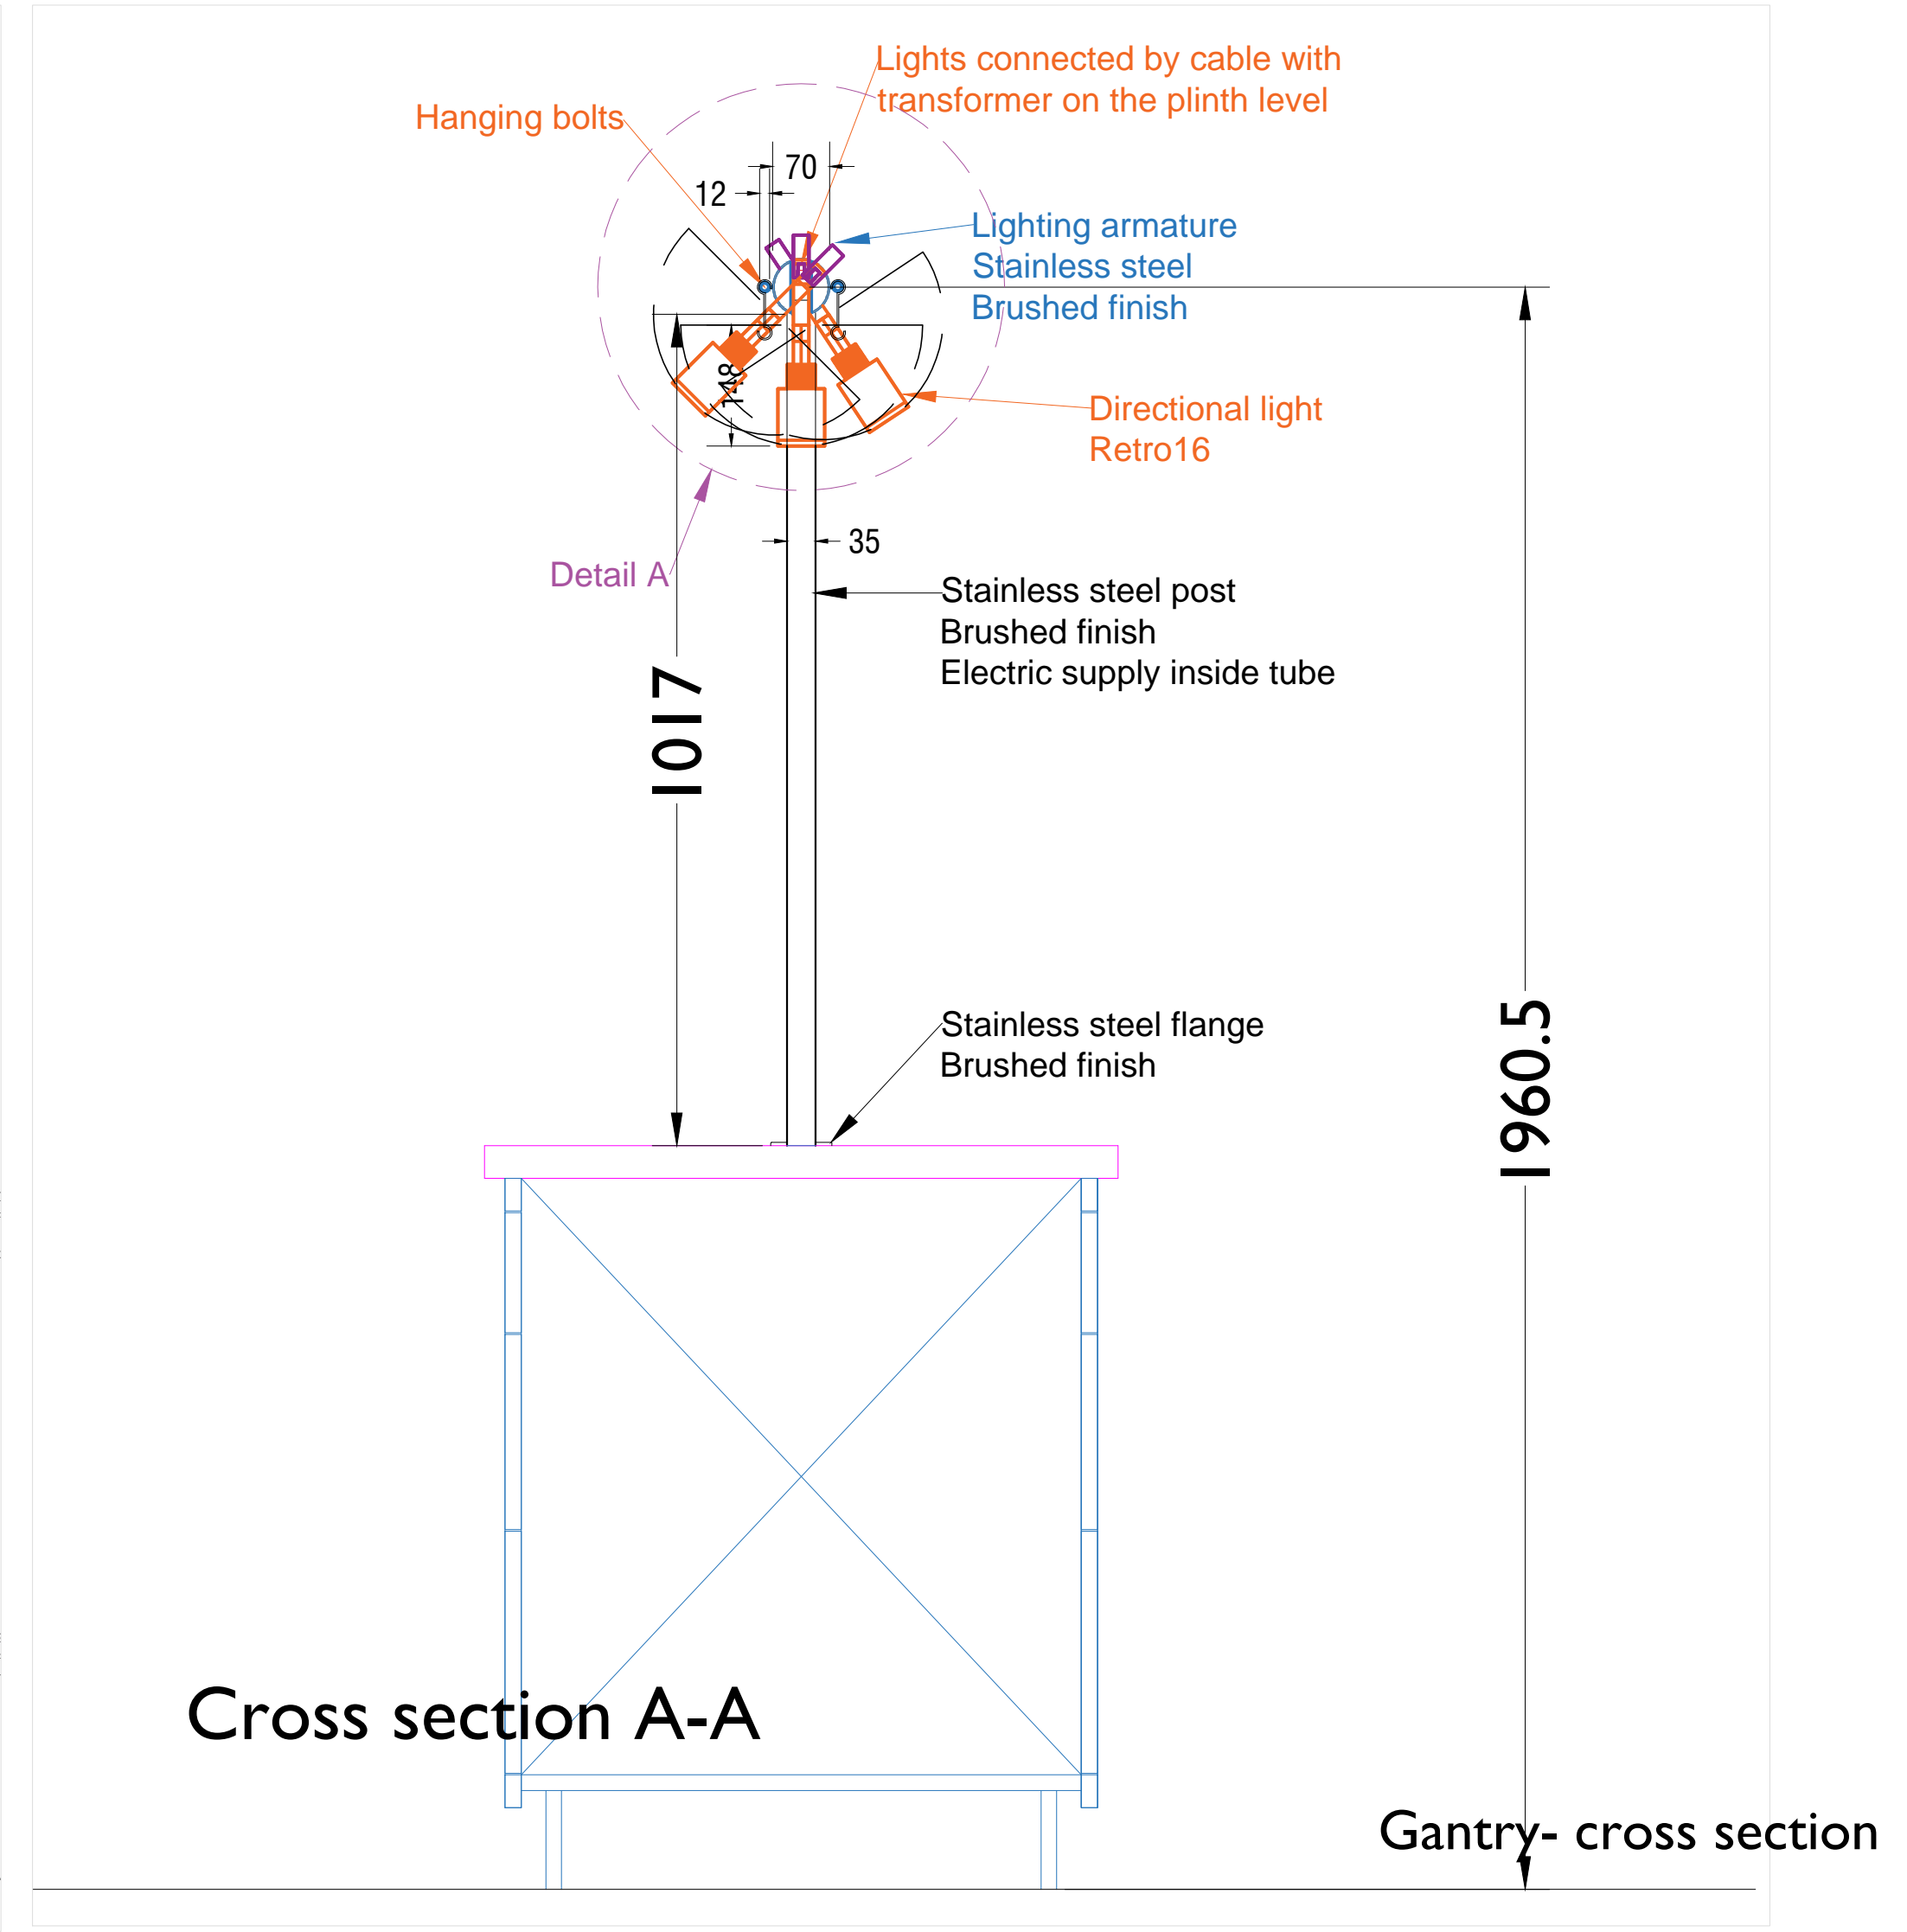 Lights connected by cable with
transformer on the plinth level
Hanging bolts
70
12
Lighting armature
Stainless steel
Brushed finish
148
Directional light
Retro16
35
Detail A
Stainless steel post
Brushed finish
Electric supply inside tube
1017
1960.5
Stainless steel flange
Brushed finish
Cross section A-A
Gantry- cross section